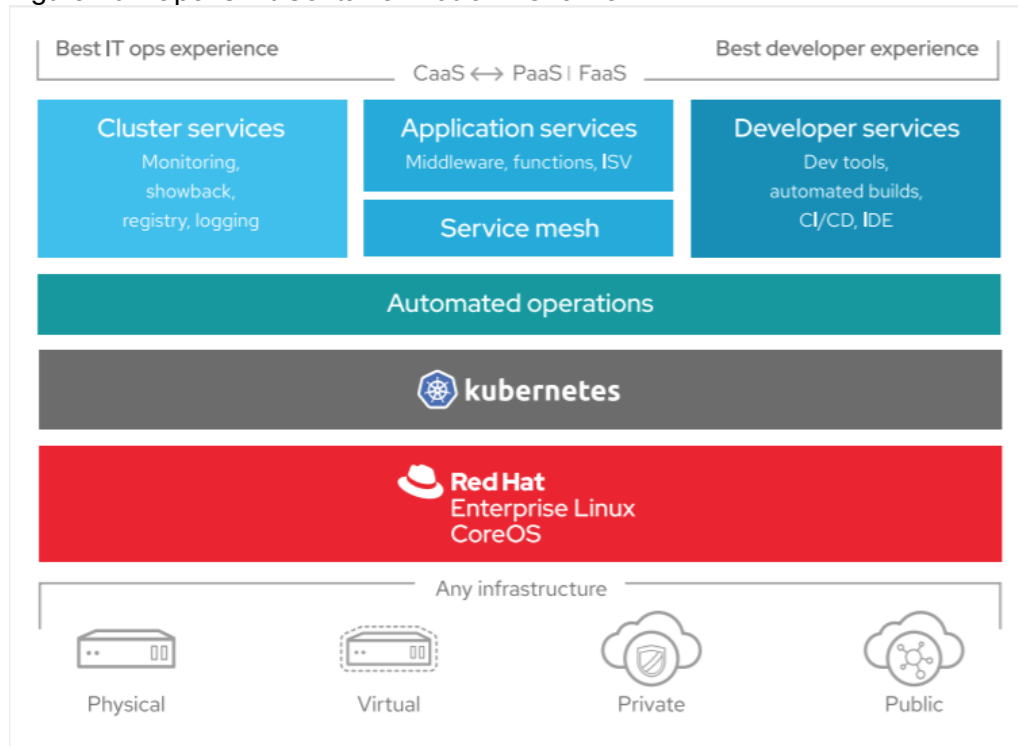 Best IT ops experience
Best developer experience
CaaS ↔ PaaS | FaaS
Cluster services
Monitoring,
showback,
registry, logging
Application services
Middleware, functions, ISV
Service mesh
Developer services
Dev tools,
automated builds,
CI/CD, IDE
Automated operations
kubernetes
Red Hat
Enterprise Linux
CoreOS
Any infrastructure
Physical
Virtual
Private
Public